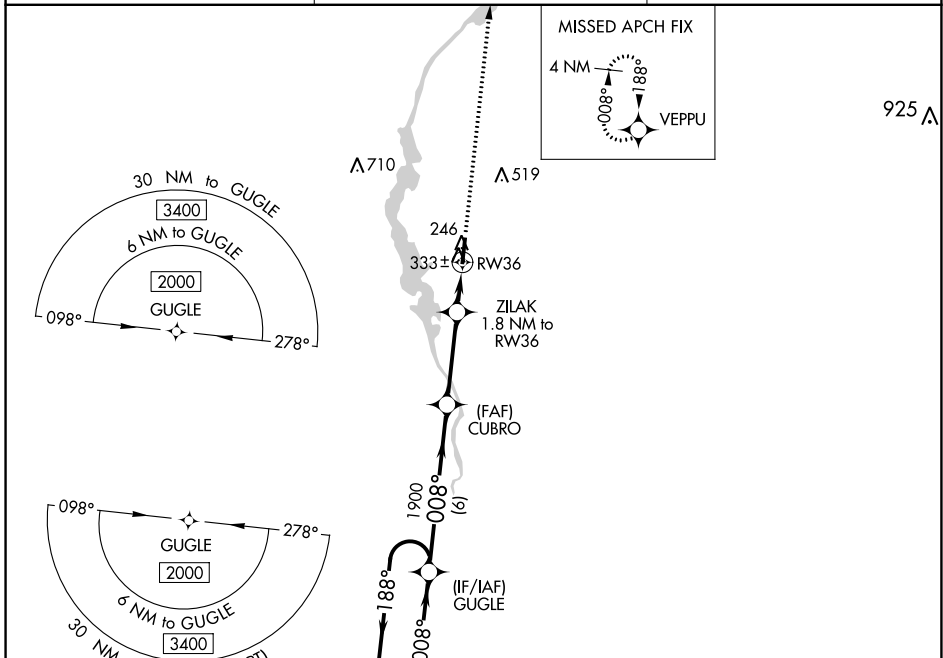 MISSED APCH FIX
4 NM
188°
008°
VEPPU
925
710
519
30 NM to GUGLE
3400
6 NM to GUGLE
2000
GUGLE
098°
278°
246
333±
RW36
ZILAK
1.8 NM to
RW36
(FAF)
CUBRO
1900
008°
(6)
098°
278°
GUGLE
2000
6 NM to GUGLE
3400
30 NM
188°
(IF/IAF)
GUGLE
008°